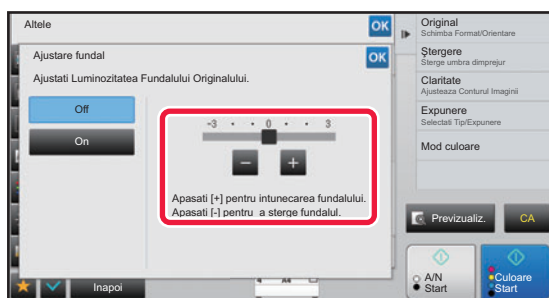 Altele
OK
Ajustare fundal
OK
Ajustati Luminozitatea Fundalului Originalului.
Off
On
-3 • • 0 • • 3
− +
Apasati [+] pentru intunecarea fundalului.
Apasati [-] pentru a sterge fundalul.
Inapoi
Original
Schimba Format/Orientare
Ştergere
Sterge umbra dimprejur
Claritate
Ajusteaza Conturul Imaginii
Expunere
Selectati Tip/Expunere
Mod culoare
Previzualiz.
CA
A/N
Start
Culoare
Start